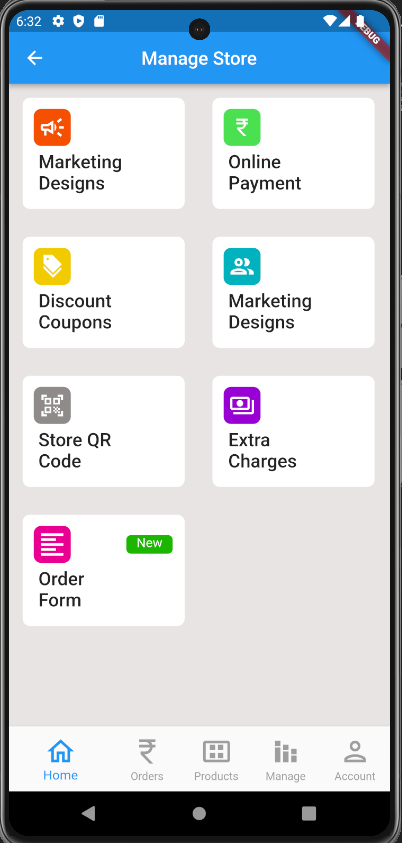 6:32
DEBUG
Manage Store
Marketing
Designs
Online
Payment
Discount
Coupons
Marketing
Designs
Store QR
Code
Extra
Charges
New
Order
Form
Home
Orders
Products
Manage
Account